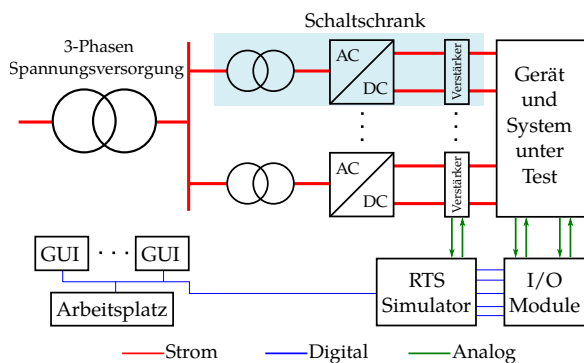 Schaltschrank
3-Phasen
Spannungsversorgung
AC
DC
Verstärker
Gerät
und
System
unter
Test
AC
DC
Verstärker
GUI
GUI
Arbeitsplatz
RTS
Simulator
I/O
Module
Strom
Digital
Analog